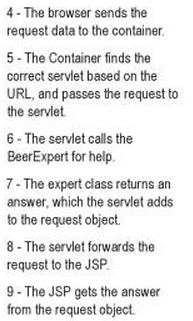 4 - The browser sends the
request data to the container.
5 - The Container finds the
correct servlet based on the
URL, and passes the request to
the servlet.
6 - The servlet calls the
BeerExpert for help.
7 - The expert class returns an
answer, which the servlet adds
to the request object.
8 - The servlet forwards the
request to the JSP.
9 - The JSP gets the answer
from the request object.